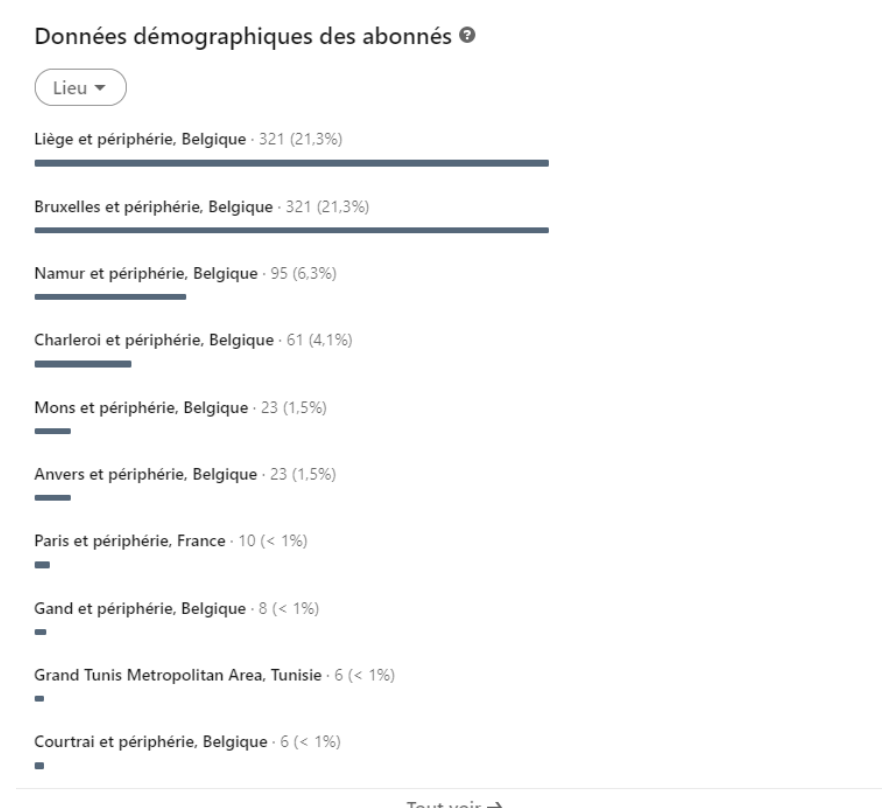 Données démographiques des abonnés ?
Lieu
Liège et périphérie, Belgique · 321 (21,3%)
Bruxelles et périphérie, Belgique · 321 (21,3%)
Namur et périphérie, Belgique · 95 (6,3%)
Charleroi et périphérie, Belgique · 61 (4,1%)
Mons et périphérie, Belgique · 23 (1,5%)
Anvers et périphérie, Belgique · 23 (1,5%)
Paris et périphérie, France · 10 (< 1%)
Gand et périphérie, Belgique · 8 (< 1%)
Grand Tunis Metropolitan Area, Tunisie · 6 (< 1%)
Courtrai et périphérie, Belgique · 6 (< 1%)
Tout voir →